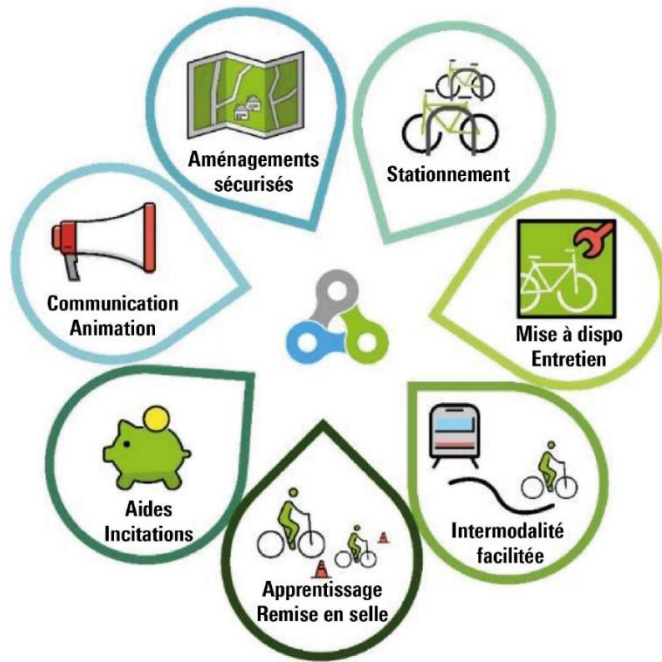 Aménagements
sécurisés
Stationnement
Mise à dispo
Entretien
Intermodalité
facilitée
Apprentissage
Remise en selle
Aides
Incitations
Communication
Animation